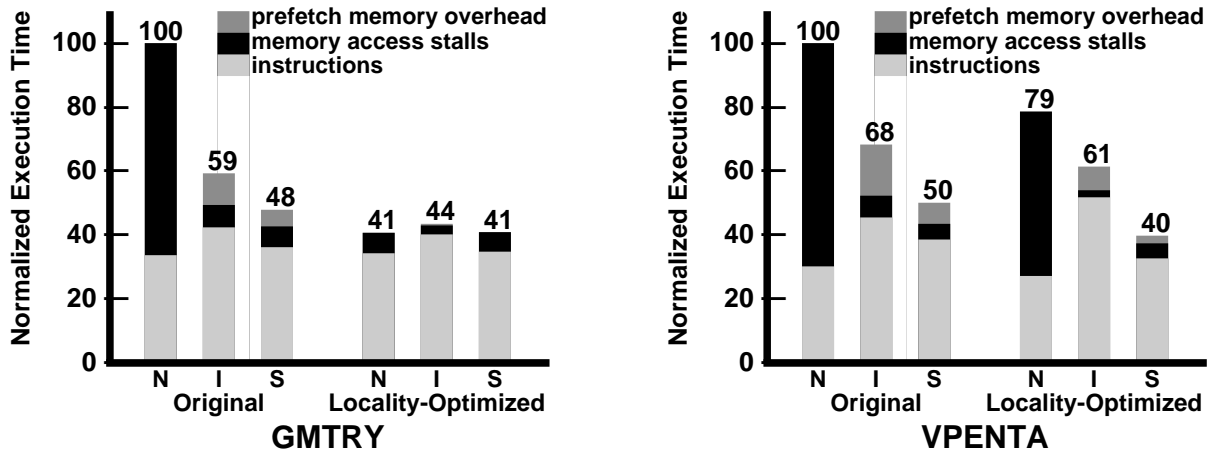 Normalized Execution Time
100
80
60
40
20
0
prefetch memory overhead
memory access stalls
instructions
100
59
48
41
44
41
N I S N I S
Original Locality-Optimized
GMTRY
Normalized Execution Time
100
80
60
40
20
0
prefetch memory overhead
memory access stalls
instructions
100
68
50
79
61
40
N I S N I S
Original Locality-Optimized
VPENTA